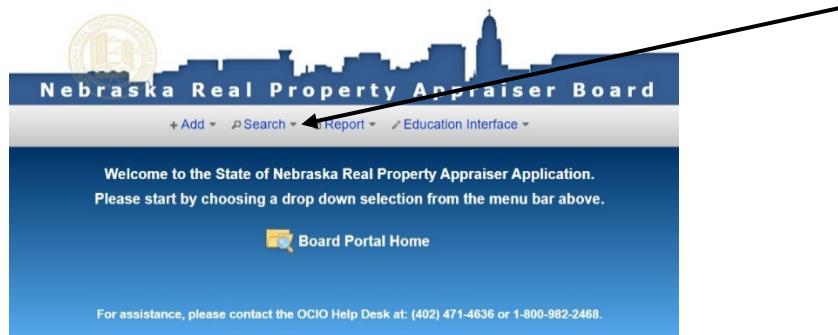 Nebraska Real Property Appraiser Board
+ Add Search Report Education Interface
Welcome to the State of Nebraska Real Property Appraiser Application.
Please start by choosing a drop down selection from the menu bar above.
Board Portal Home
For assistance, please contact the OCIO Help Desk at: (402) 471-4636 or 1-800-982-2468.